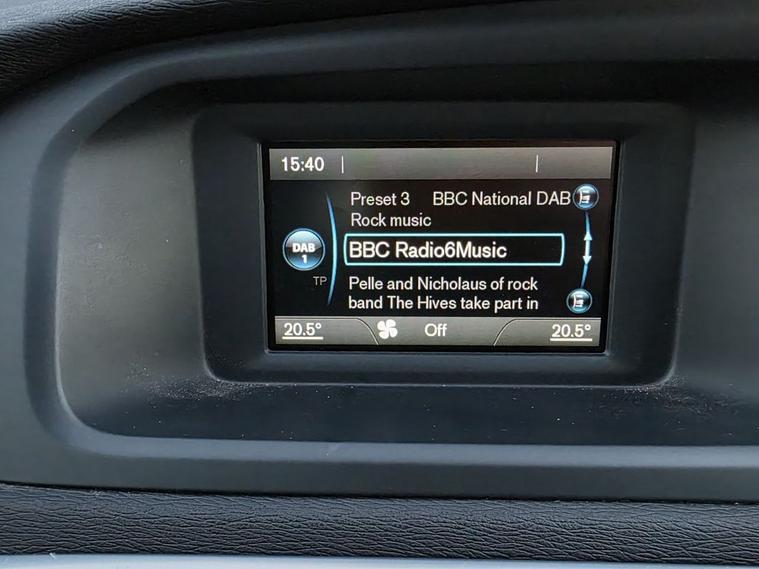 15:40
Preset 3 BBC National DAB
Rock music
DAB
1
BBC Radio6Music
TP
Pelle and Nicholaus of rock
band The Hives take part in
20.5° Off 20.5°